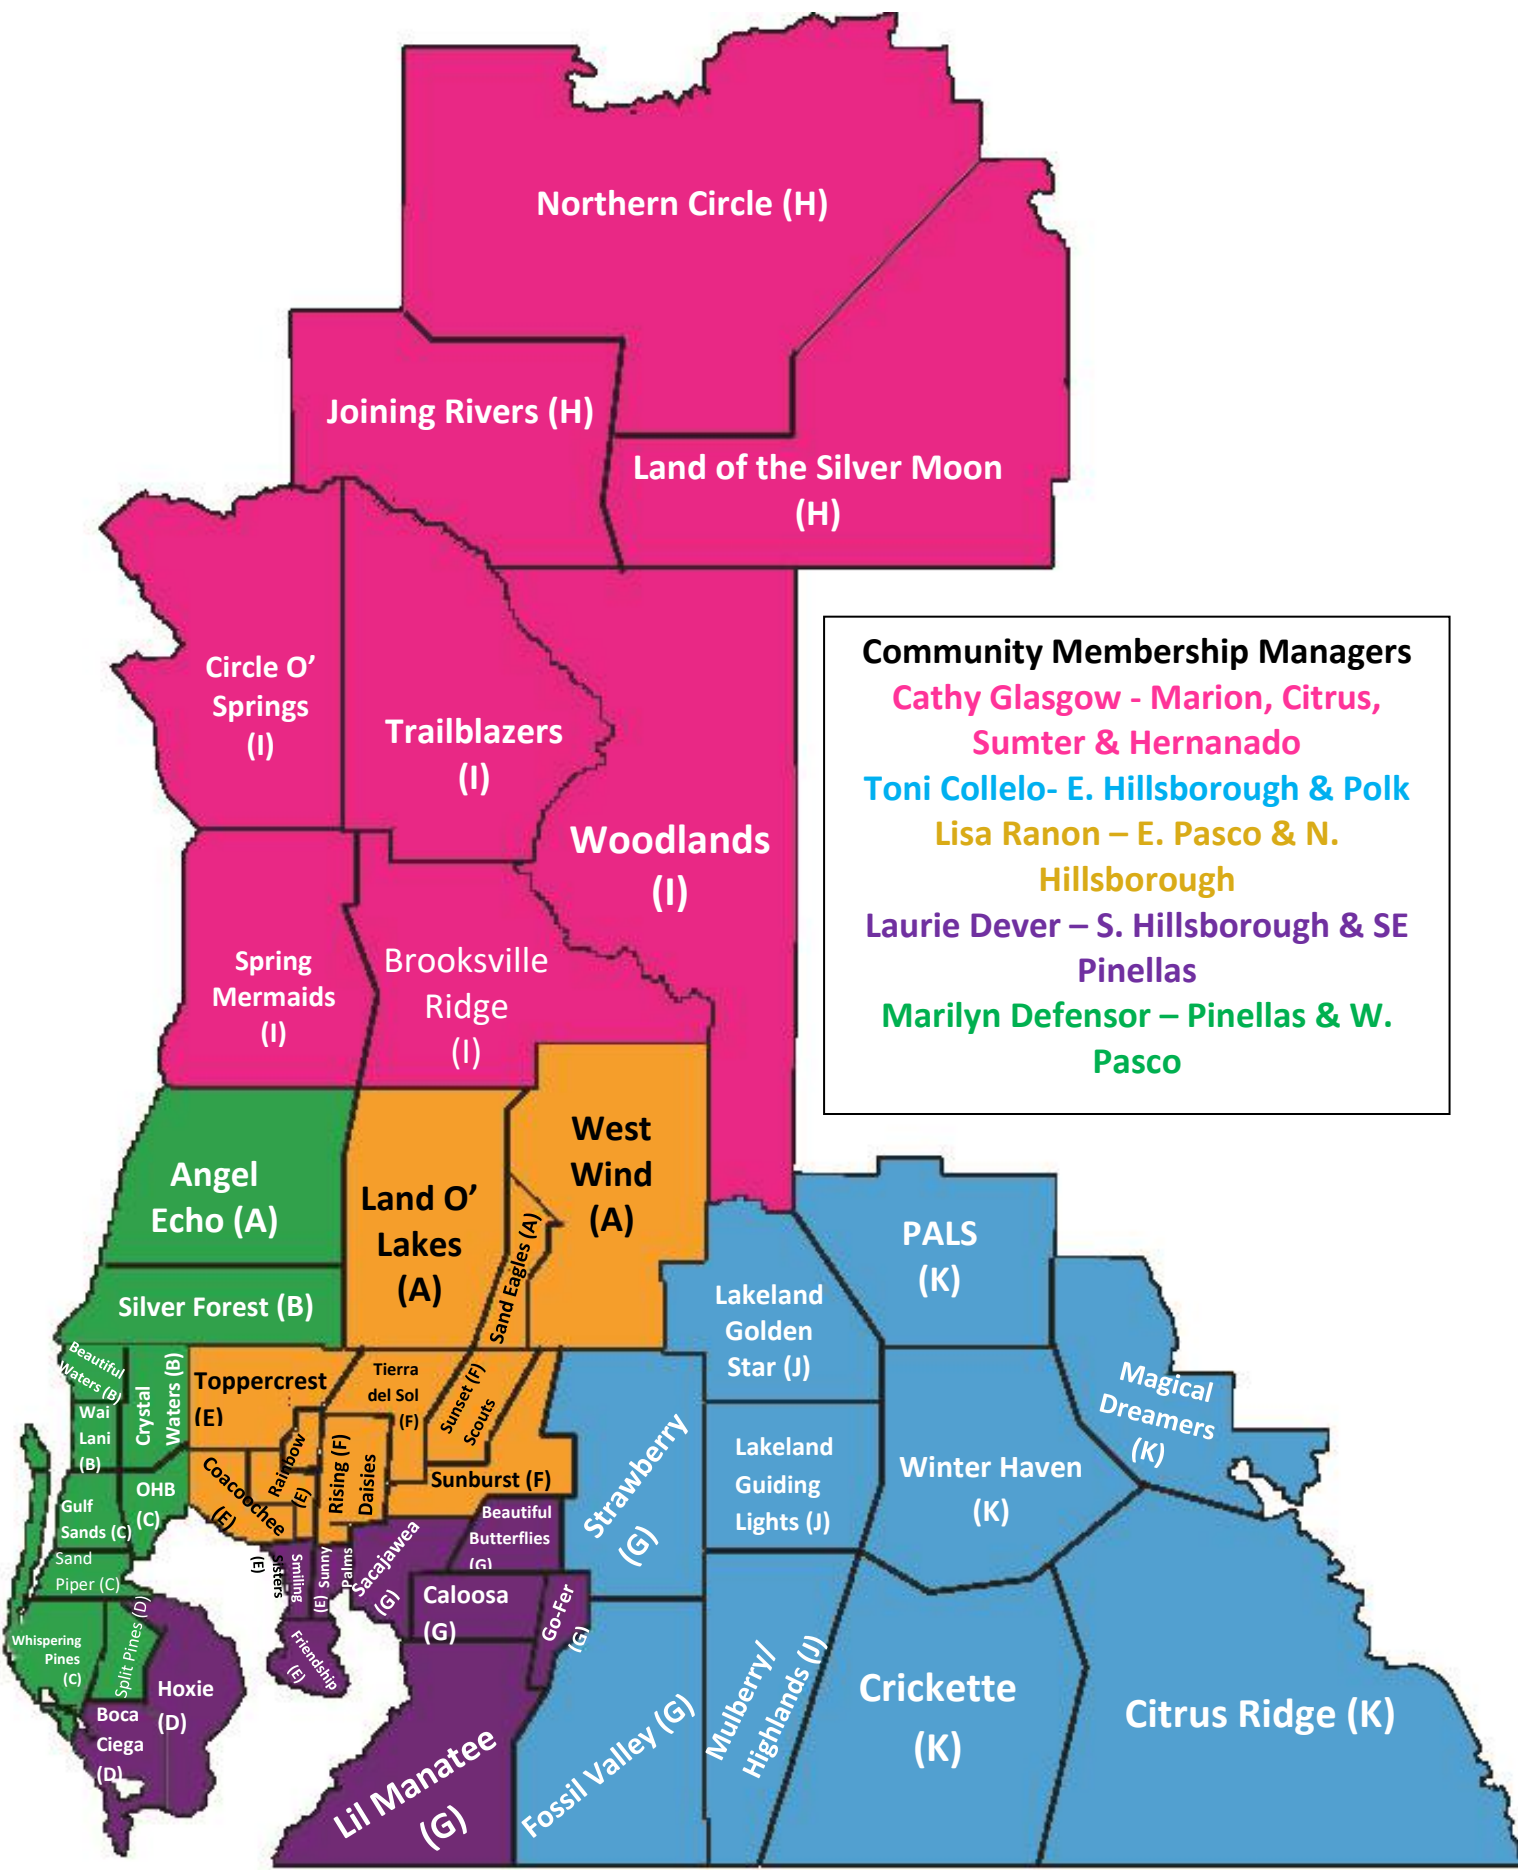 Northern Circle (H)
Joining Rivers (H)
Land of the Silver Moon
(H)
Circle O’
Springs
(I)
Trailblazers
(I)
Woodlands
(I)
Community Membership Managers
Cathy Glasgow - Marion, Citrus,
Sumter & Hernanado
Toni Collelo- E. Hillsborough & Polk
Lisa Ranon – E. Pasco & N.
Hillsborough
Laurie Dever – S. Hillsborough & SE
Pinellas
Marilyn Defensor – Pinellas & W.
Pasco
Spring
Mermaids
(I)
Brooksville
Ridge
(I)
Angel
Echo (A)
Land O’
Lakes
(A)
West
Wind
(A)
Sand Eagles (A)
Silver Forest (B)
PALS
(K)
Lakeland
Golden
Star (J)
Magical
Dreamers
(K)
Beautiful
Waters (B)
Crystal
Waters (B)
Toppercrest
(E)
Tierra
del Sol
(F)
Sunset (F)
Scouts
Wai
Lani
(B)
Coacoochee
(E)
Rainbow
(E)
Rising (F)
Daisies
Sunburst (F)
Strawberry
(G)
Lakeland
Guiding
Lights (J)
Winter Haven
(K)
OHB
(C)
Gulf
Sands (C)
Sand
Piper (C)
Beautiful
Butterflies
(G)
Sisters
(E)
Smiling
Sunny
(E)
Palms
Sacajawea
(G)
Caloosa
(G)
Go-Fer
(G)
Whispering
Pines
(C)
Split Pines (D)
Friendship
(E)
Hoxie
(D)
Boca
Ciega
(D)
Lil Manatee
(G)
Fossil Valley (G)
Mulberry/
Highlands (J)
Crickette
(K)
Citrus Ridge (K)